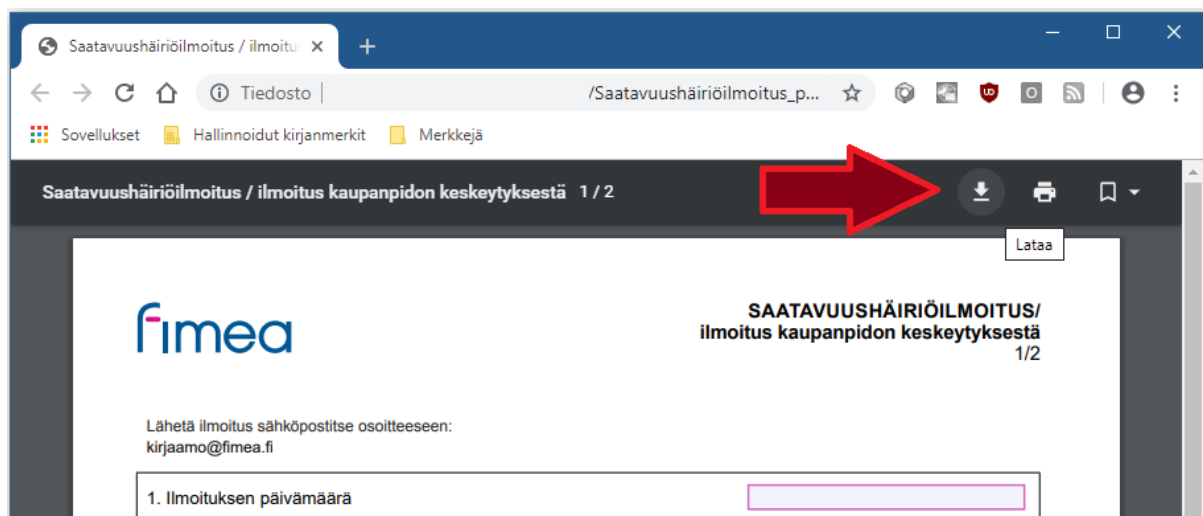 Saatavuushäiriöilmoitus / ilmoitu
Tiedosto | /Saatavuushäiriöilmoitus_p...
Sovellukset Hallinnoidut kirjanmerkit Merkkejä
Saatavuushäiriöilmoitus / ilmoitus kaupanpidon keskeytyksestä 1 / 2
Lataa
fimea
SAATAVUUSHÄIRIÖILMOITUS/
ilmoitus kaupanpidon keskeytyksestä
1/2
Lähetä ilmoitus sähköpostitse osoitteeseen:
kirjaamo@fimea.fi
1. Ilmoituksen päivämäärä